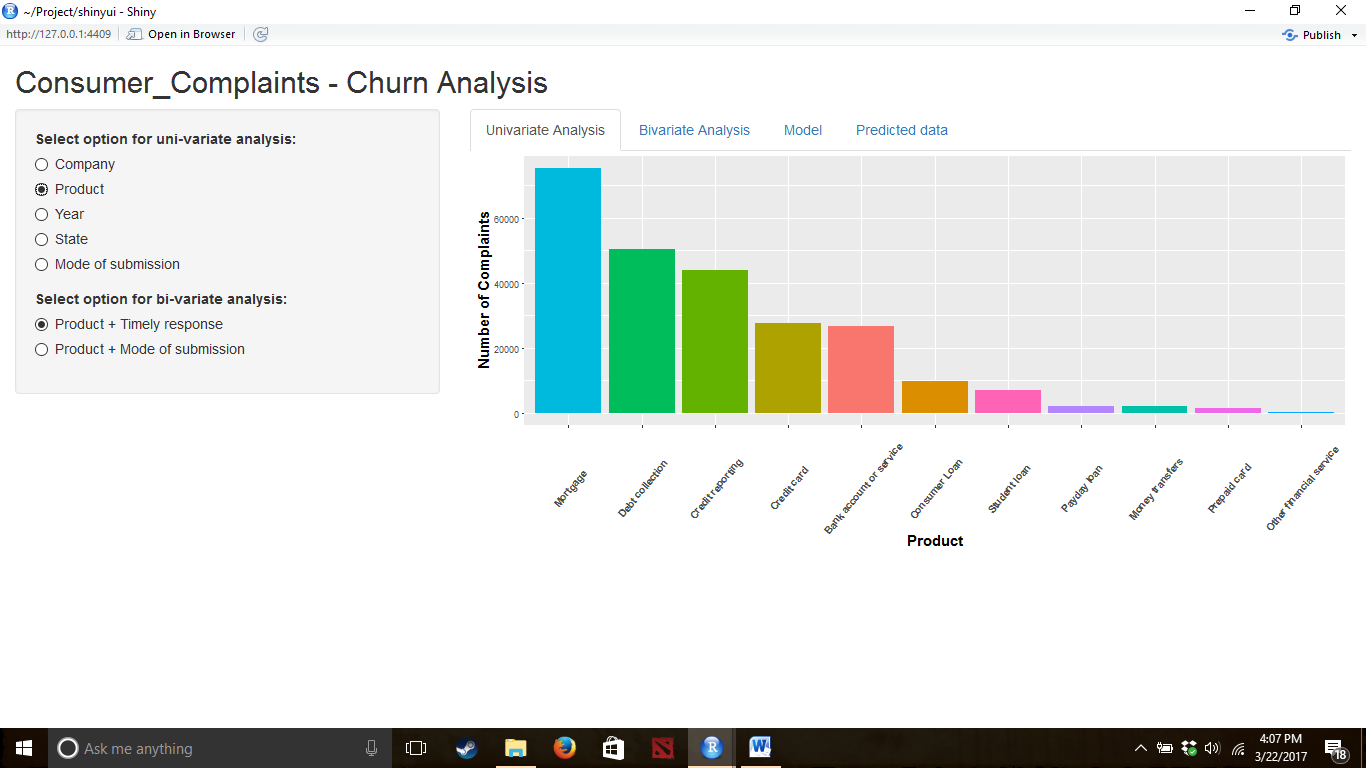 ~/Project/shinyui - Shiny
http://127.0.0.1:4409 Open in Browser Publish
Consumer_Complaints - Churn Analysis
Select option for uni-variate analysis:
Company
Product
Year
State
Mode of submission
Select option for bi-variate analysis:
Product + Timely response
Product + Mode of submission
Univariate Analysis Bivariate Analysis Model Predicted data
Number of Complaints
60000
40000
20000
0
Mortgage
Debt collection
Credit reporting
Credit card
Bank account or service
Consumer Loan
Student loan
Payday loan
Money transfers
Prepaid card
Other financial service
Product
Ask me anything
4:07 PM
3/22/2017
18